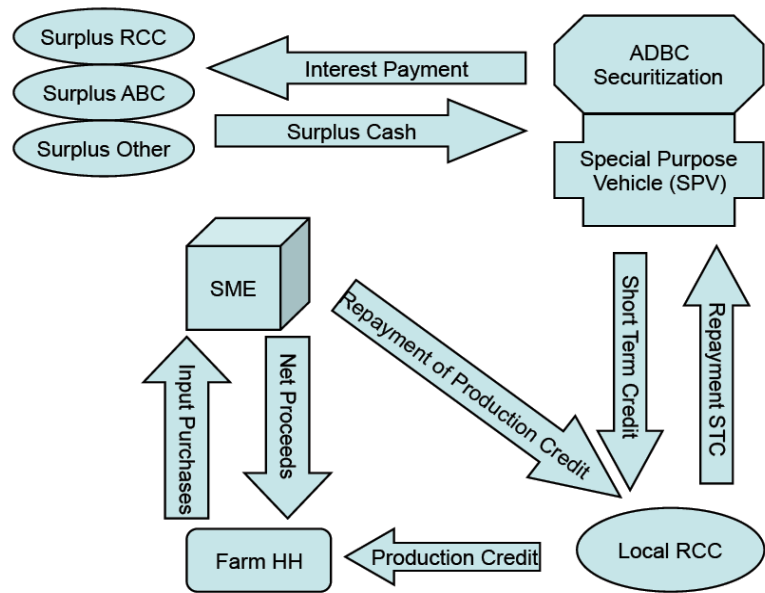 Surplus RCC
Surplus ABC
Surplus Other
Interest Payment
Surplus Cash
ADBC
Securitization
Special Purpose
Vehicle (SPV)
SME
Repayment of Production Credit
Short Term Credit
Repayment STC
Input Purchases
Net Proceeds
Farm HH
Production Credit
Local RCC